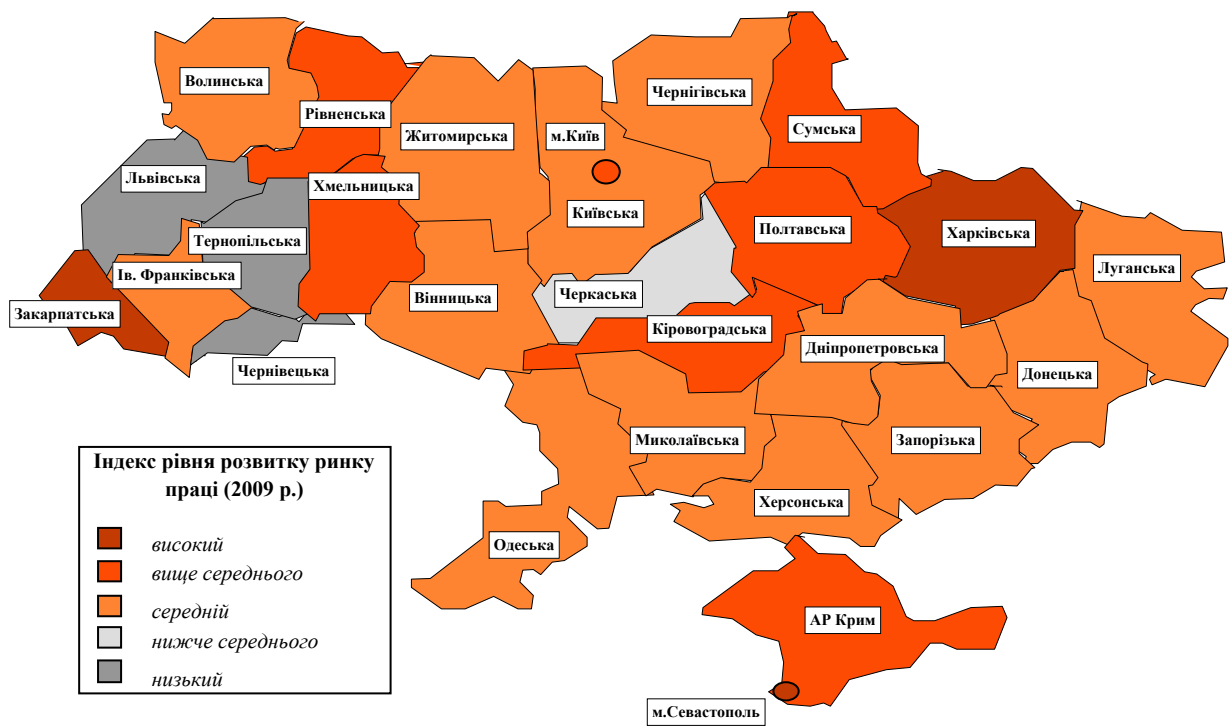 Волинська
Рівненська
Житомирська
м.Київ
Чернігівська
Сумська
Львівська
Хмельницька
Київська
Полтавська
Харківська
Тернопільська
Луганська
Ів. Франківська
Вінницька
Черкаська
Закарпатська
Кіровоградська
Дніпропетровська
Чернівецька
Донецька
Миколаївська
Запорізька
Херсонська
Одеська
АР Крим
м.Севастополь
Індекс рівня розвитку ринку
праці (2009 р.)
високий
вище середнього
середній
нижче середнього
низький